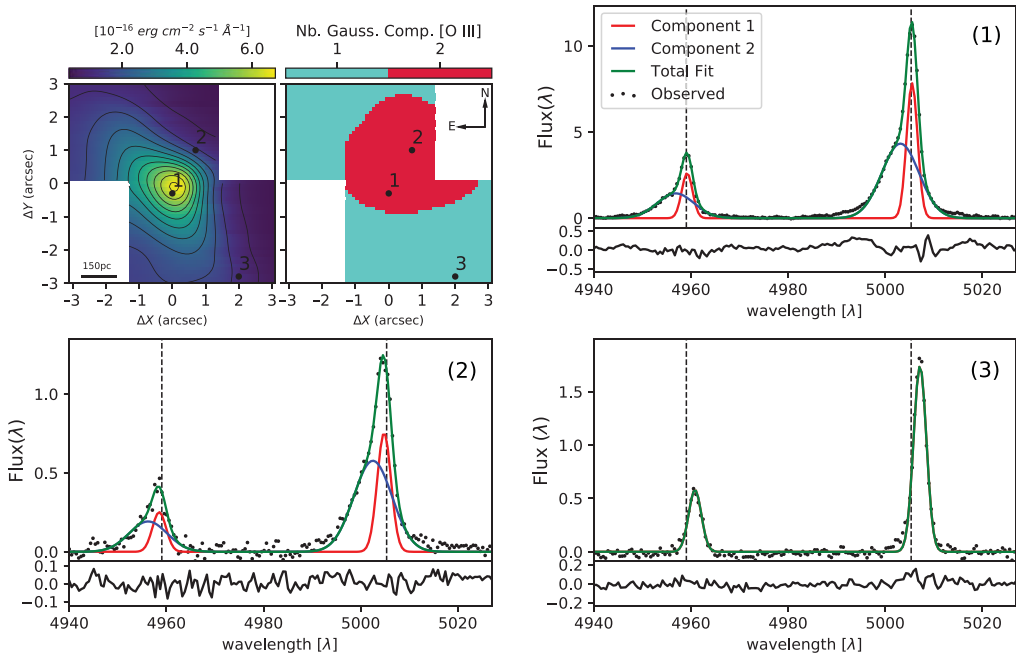 [10⁻¹⁶ erg cm⁻² s⁻¹ Å⁻¹]
2.0 4.0 6.0
Nb. Gauss. Comp. [O III]
1 2
3
2
1
0
−1
−2
−3
ΔY (arcsec)
2
1
3
150pc
−3 −2 −1 0 1 2 3
ΔX (arcsec)
N
E
2
1
3
−3 −2 −1 0 1 2 3
ΔX (arcsec)
Component 1
Component 2
Total Fit
Observed
(1)
Flux(λ)
10
5
0
0.5
0.0
−0.5
4940 4960 4980 5000 5020
wavelength [λ]
(2)
Flux(λ)
1.0
0.5
0.0
0.1
0.0
−0.1
4940 4960 4980 5000 5020
wavelength [λ]
(3)
Flux (λ)
1.5
1.0
0.5
0.0
0.2
0.0
−0.2
4940 4960 4980 5000 5020
wavelength [λ]